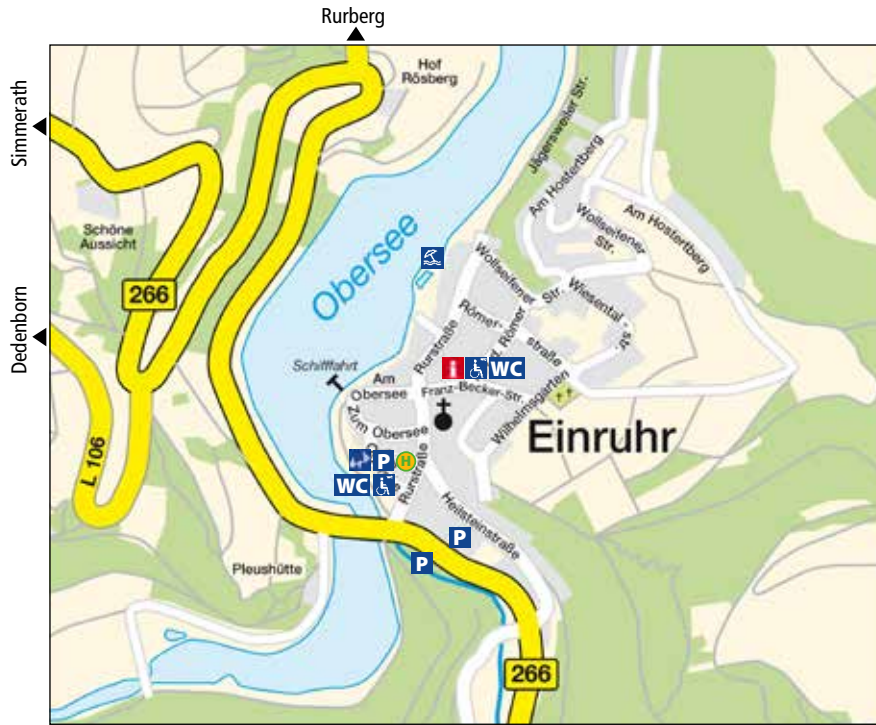 Rurberg
Simmerath
Dedenborn
Hof
Rösberg
Schöne
Aussicht
266
L 106
Obersee
Schifffahrt
Jägersweiler Str.
Am Hostertberg
Wollseifener
Str.
Am Hostertberg
Wollseifener
Str.
Wiesental-
str.
Römer-
straße
Römer
Rurstraße
i
WC
Am
Obersee
Franz-Becker-Str.
Wilhelmsgarten
Zum Obersee
Einruhr
P
H
WC
Rurstraße
Heilsteinstraße
P
P
Pleushütte
266